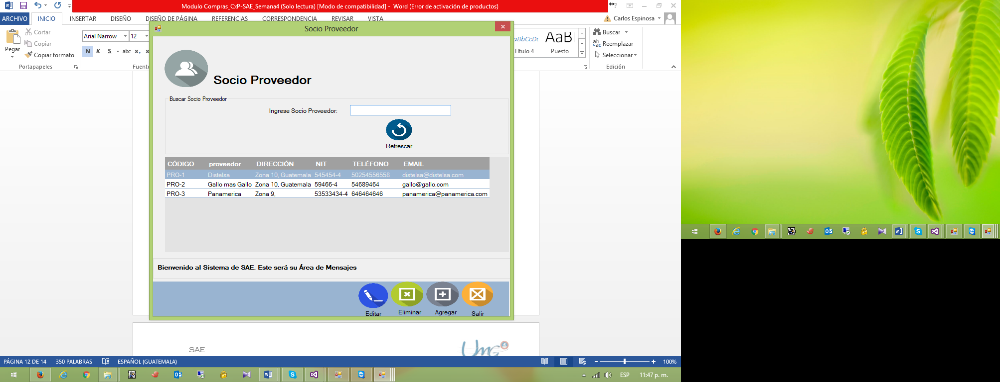 Modulo Compras_CxP-SAE_Semana4 (Solo lectura) [Modo de compatibilidad] - Word (Error de activación de productos)
ARCHIVO INICIO INSERTAR DISEÑO DISEÑO DE PÁGINA REFERENCIAS CORRESPONDENCIA REVISAR VISTA
Carlos Espinosa
Pegar
Cortar
Copiar
Copiar formato
Portapapeles
Arial Narrow 12
N K S abc x₂
Fuente
AaBbCcDc AaBl
Título 4 Puesto
Buscar
Reemplazar
Seleccionar
Edición
Socio Proveedor
Socio Proveedor
Buscar Socio Proveedor
Ingrese Socio Proveedor:
Refrescar
CÓDIGO proveedor DIRECCIÓN NIT TELÉFONO EMAIL
PRO-1 Distelsa Zona 10, Guatemala 545454-4 50254556558 distelsa@distelsa.com
PRO-2 Gallo mas Gallo Zona 10, Guatemala 59466-4 54689464 gallo@gallo.com
PRO-3 Panamerica Zona 9, 53533434-4 646464646 panamerica@panamerica.com
Bienvenido al Sistema de SAE. Este será su Área de Mensajes
Editar Eliminar Agregar Salir
SAE
Umg
PÁGINA 12 DE 14 350 PALABRAS ESPAÑOL (GUATEMALA) 100%
ESP 11:47 p. m.